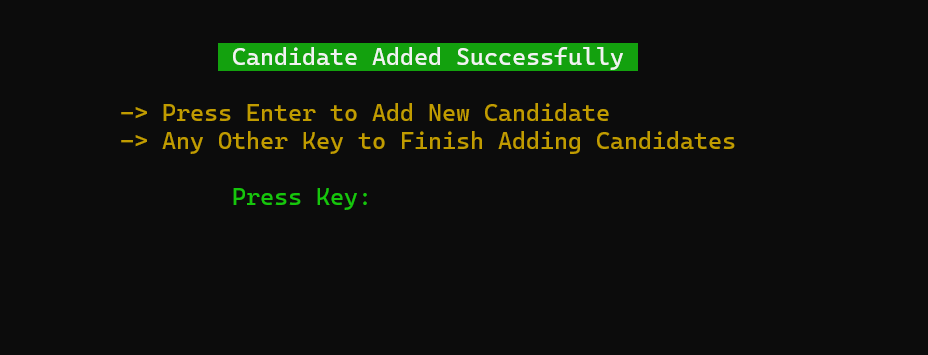 Candidate Added Successfully
-> Press Enter to Add New Candidate
-> Any Other Key to Finish Adding Candidates
Press Key: